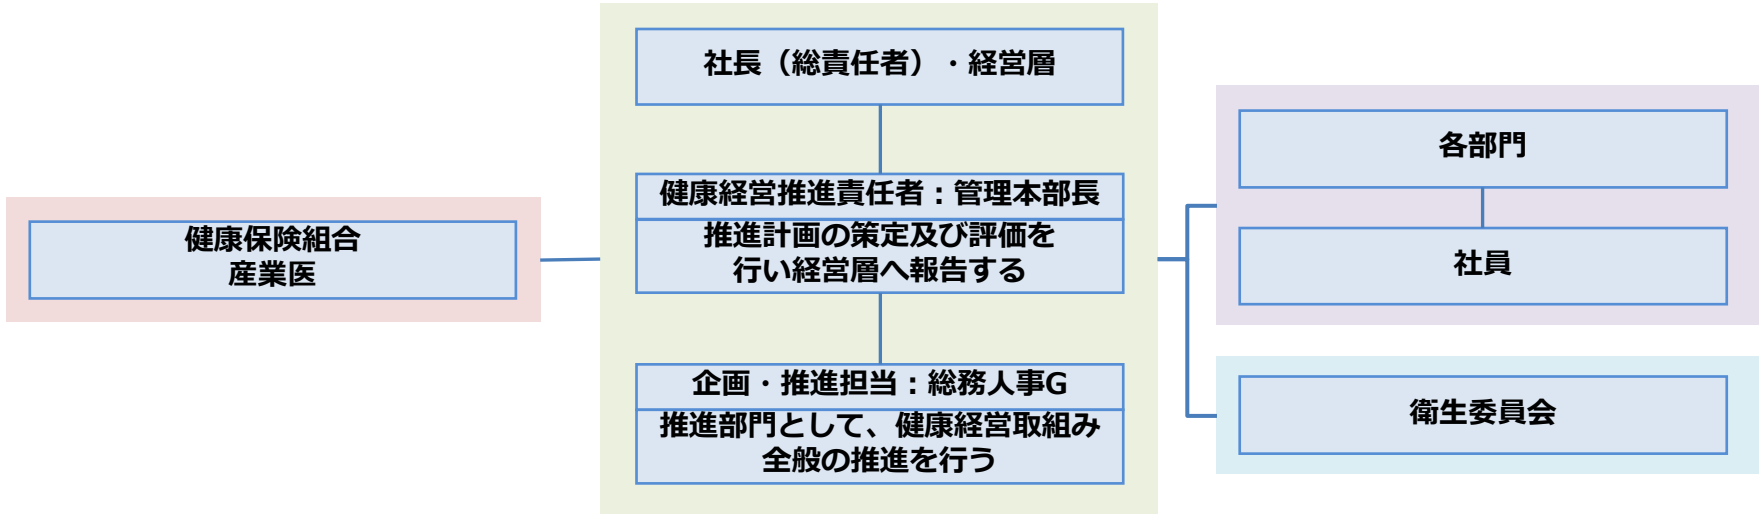 社長（総責任者）・経営層
健康経営推進責任者：管理本部長
推進計画の策定及び評価を
行い経営層へ報告する
企画・推進担当：総務人事G
推進部門として、健康経営取組み
全般の推進を行う
健康保険組合
産業医
各部門
社員
衛生委員会